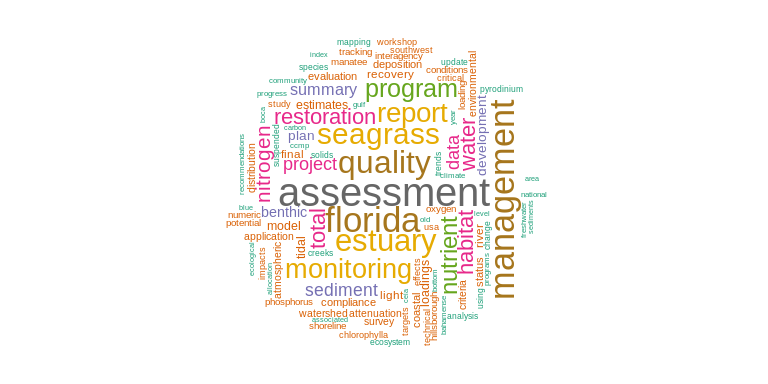 mapping
workshop
southwest
index
tracking
interagency
manatee
deposition
update
species
conditions
community
evaluation
recovery
critical
progress
summary
program
loading
environmental
pyrodinium
study
estimates
gulf
report
boca
restoration
year
carbon
plan
seagrass
water
development
management
ccmp
nitrogen
suspended
final
solids
project
quality
data
trends
climate
distribution
recommendations
assessment
area
national
blue
numeric
potential
benthic
total
florida
oxygen
old
usa
level
habitat
river
change
freshwater
sediments
model
application
tidal
estuary
nutrient
creeks
ecological
impacts
allocation
atmospheric
monitoring
effects
loadings
bottom
status
programs
sediment
light
cela
coastal
hillsborough
criteria
using
phosphorus
compliance
watershed
attenuation
associated
survey
targets
technical
bahamense
analysis
shoreline
chlorophylla
ecosystem